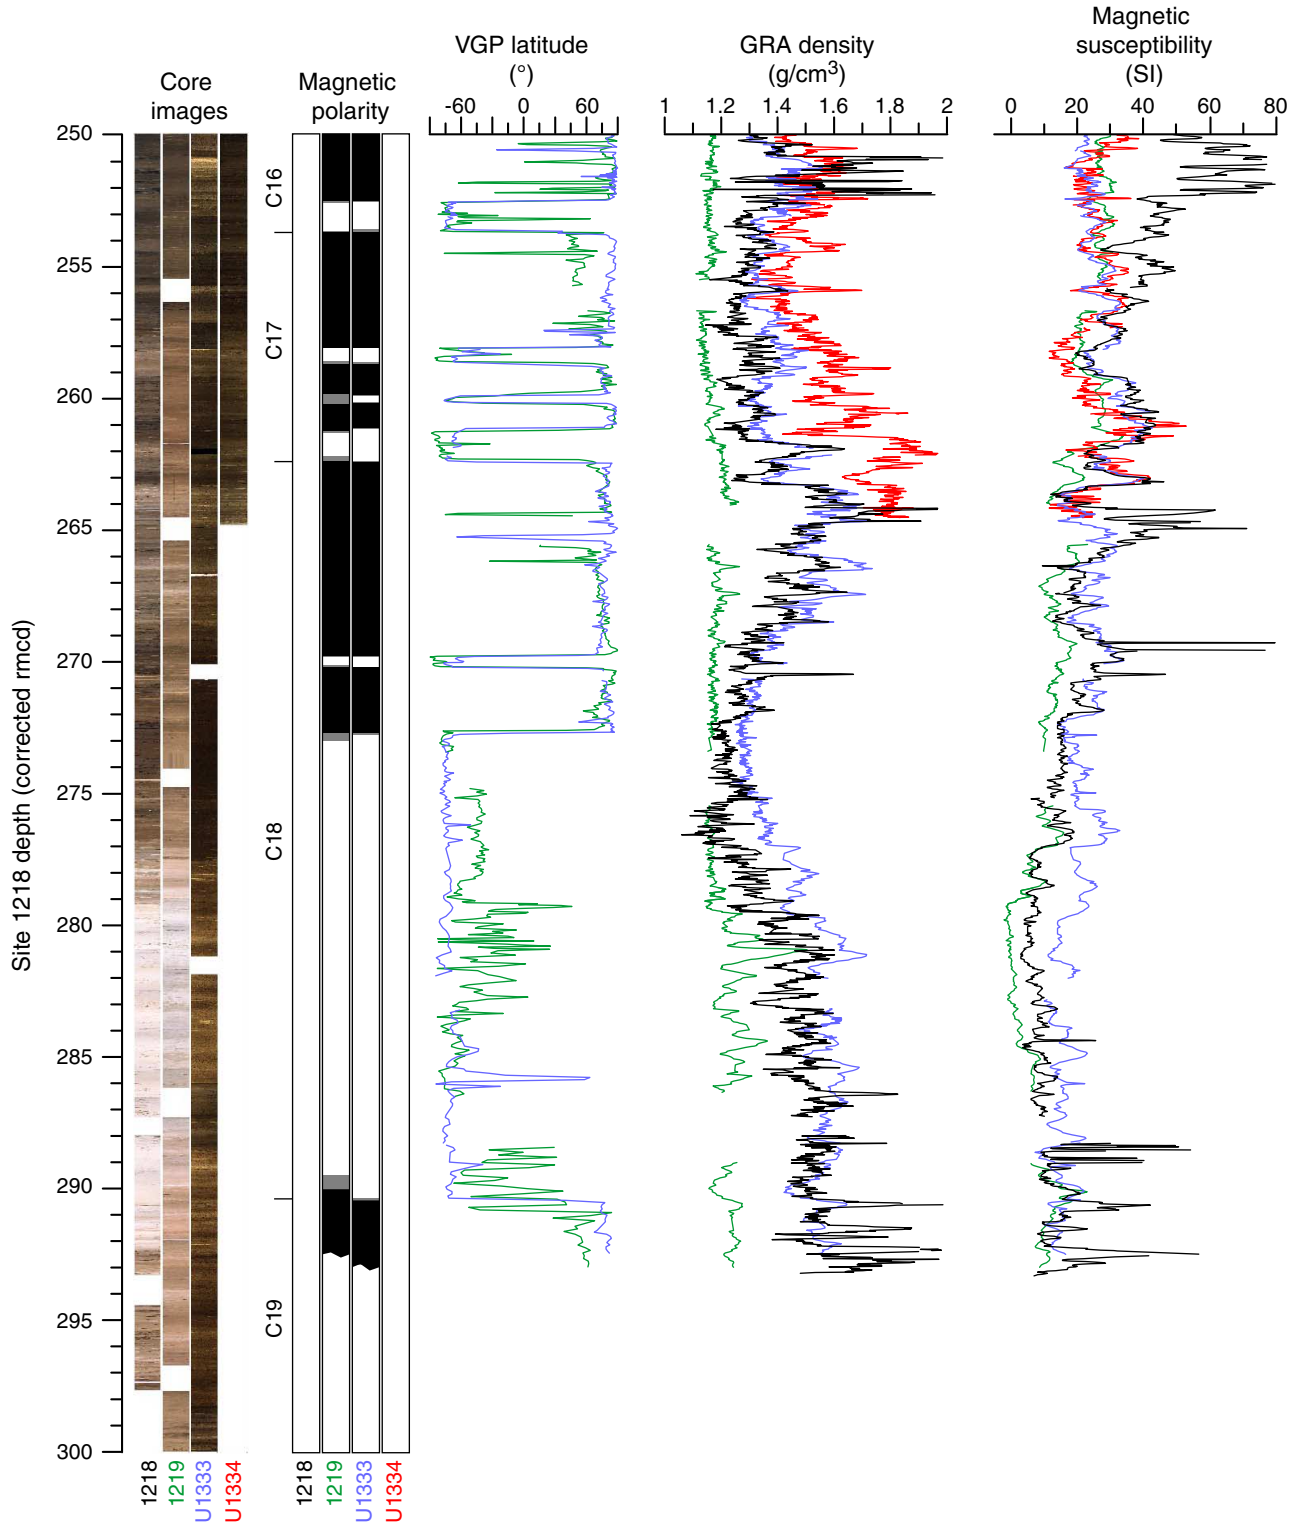 Core
images
Magnetic
polarity
VGP latitude
(°)
-60 0 60
GRA density
(g/cm3)
1 1.2 1.4 1.6 1.8 2
Magnetic
susceptibility
(SI)
0 20 40 60 80
Site 1218 depth (corrected rmcd)
250
255
260
265
270
275
280
285
290
295
300
C16
C17
C18
C19
1218
1219
U1333
U1334
1218
1219
U1333
U1334